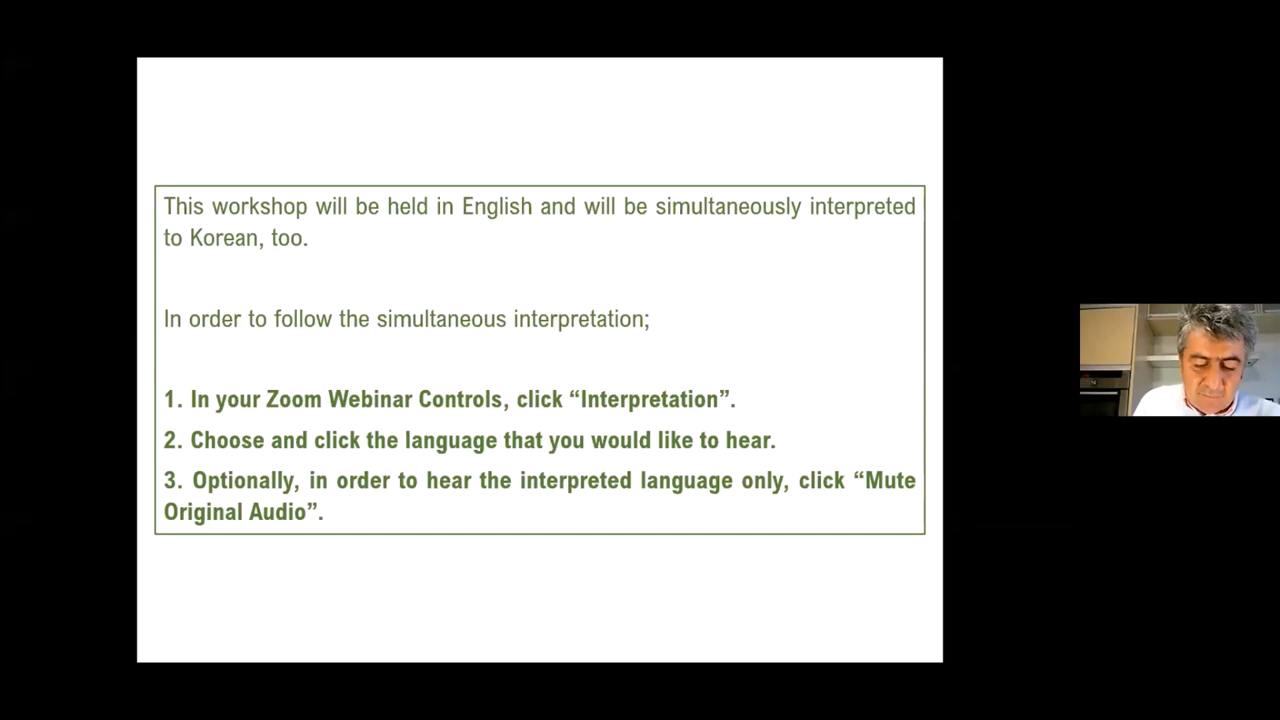 This workshop will be held in English and will be simultaneously interpreted
to Korean, too.
In order to follow the simultaneous interpretation;
1. In your Zoom Webinar Controls, click “Interpretation”.
2. Choose and click the language that you would like to hear.
3. Optionally, in order to hear the interpreted language only, click “Mute
Original Audio”.